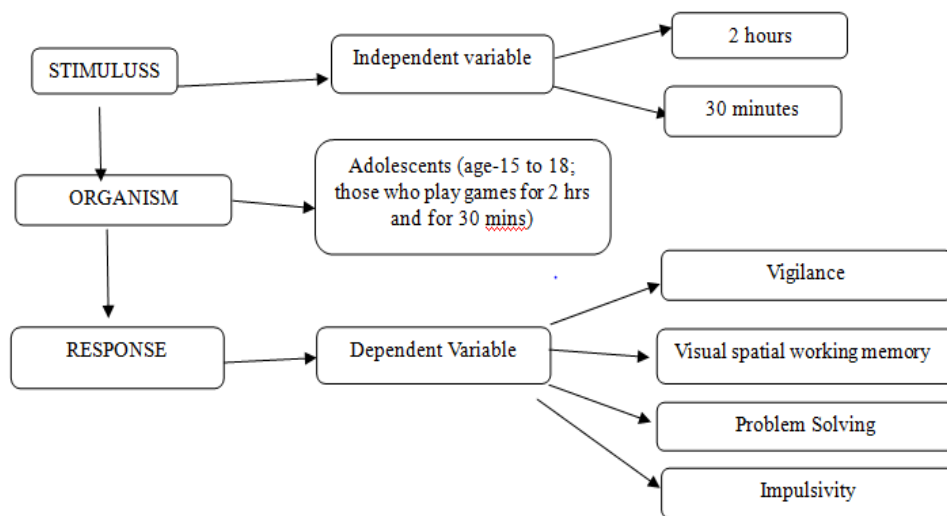 STIMULUSS
Independent variable
2 hours
30 minutes
ORGANISM
Adolescents (age-15 to 18;
those who play games for 2 hrs
and for 30 mins)
RESPONSE
Dependent Variable
Vigilance
Visual spatial working memory
Problem Solving
Impulsivity